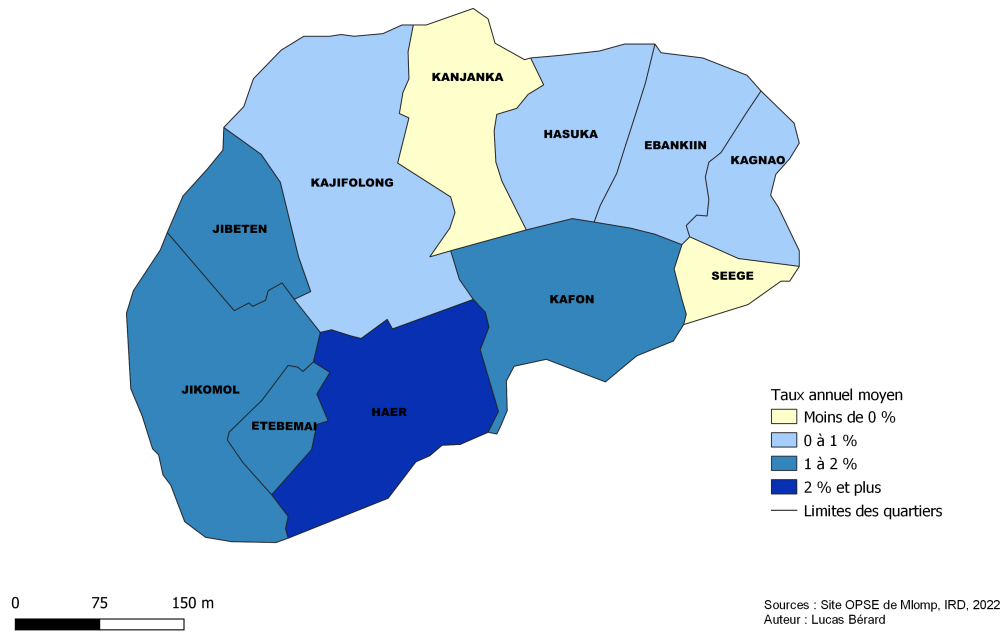 KANJANKA
HASUKA
EBANKIIN
KAGNAO
KAJIFOLONG
JIBETEN
SEEGE
KAFON
JIKOMOL
HAER
ETEBEMAI
Taux annuel moyen
Moins de 0 %
0 à 1 %
1 à 2 %
2 % et plus
Limites des quartiers
0 75 150 m
Sources : Site OPSE de Mlomp, IRD, 2022
Auteur : Lucas Bérard